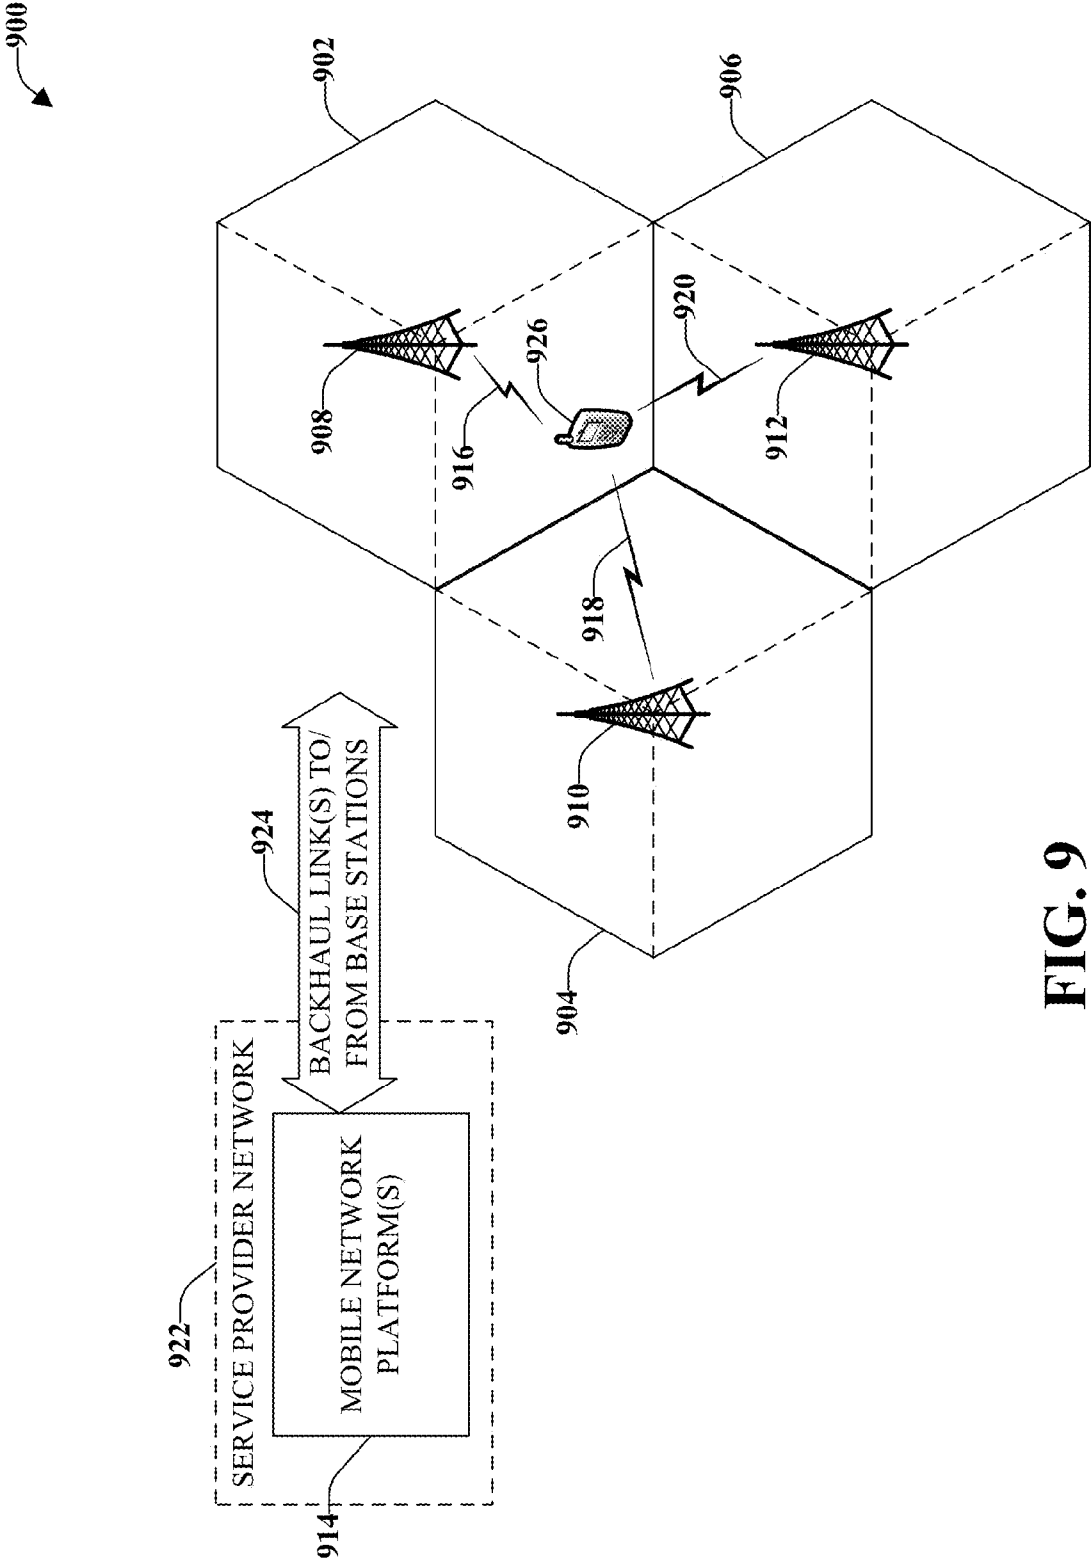 900
902
906
908
926
920
916
912
918
910
924
BACKHAUL LINK(S) TO/
FROM BASE STATIONS
904
922
SERVICE PROVIDER NETWORK
MOBILE NETWORK
PLATFORM(S)
914
FIG. 9